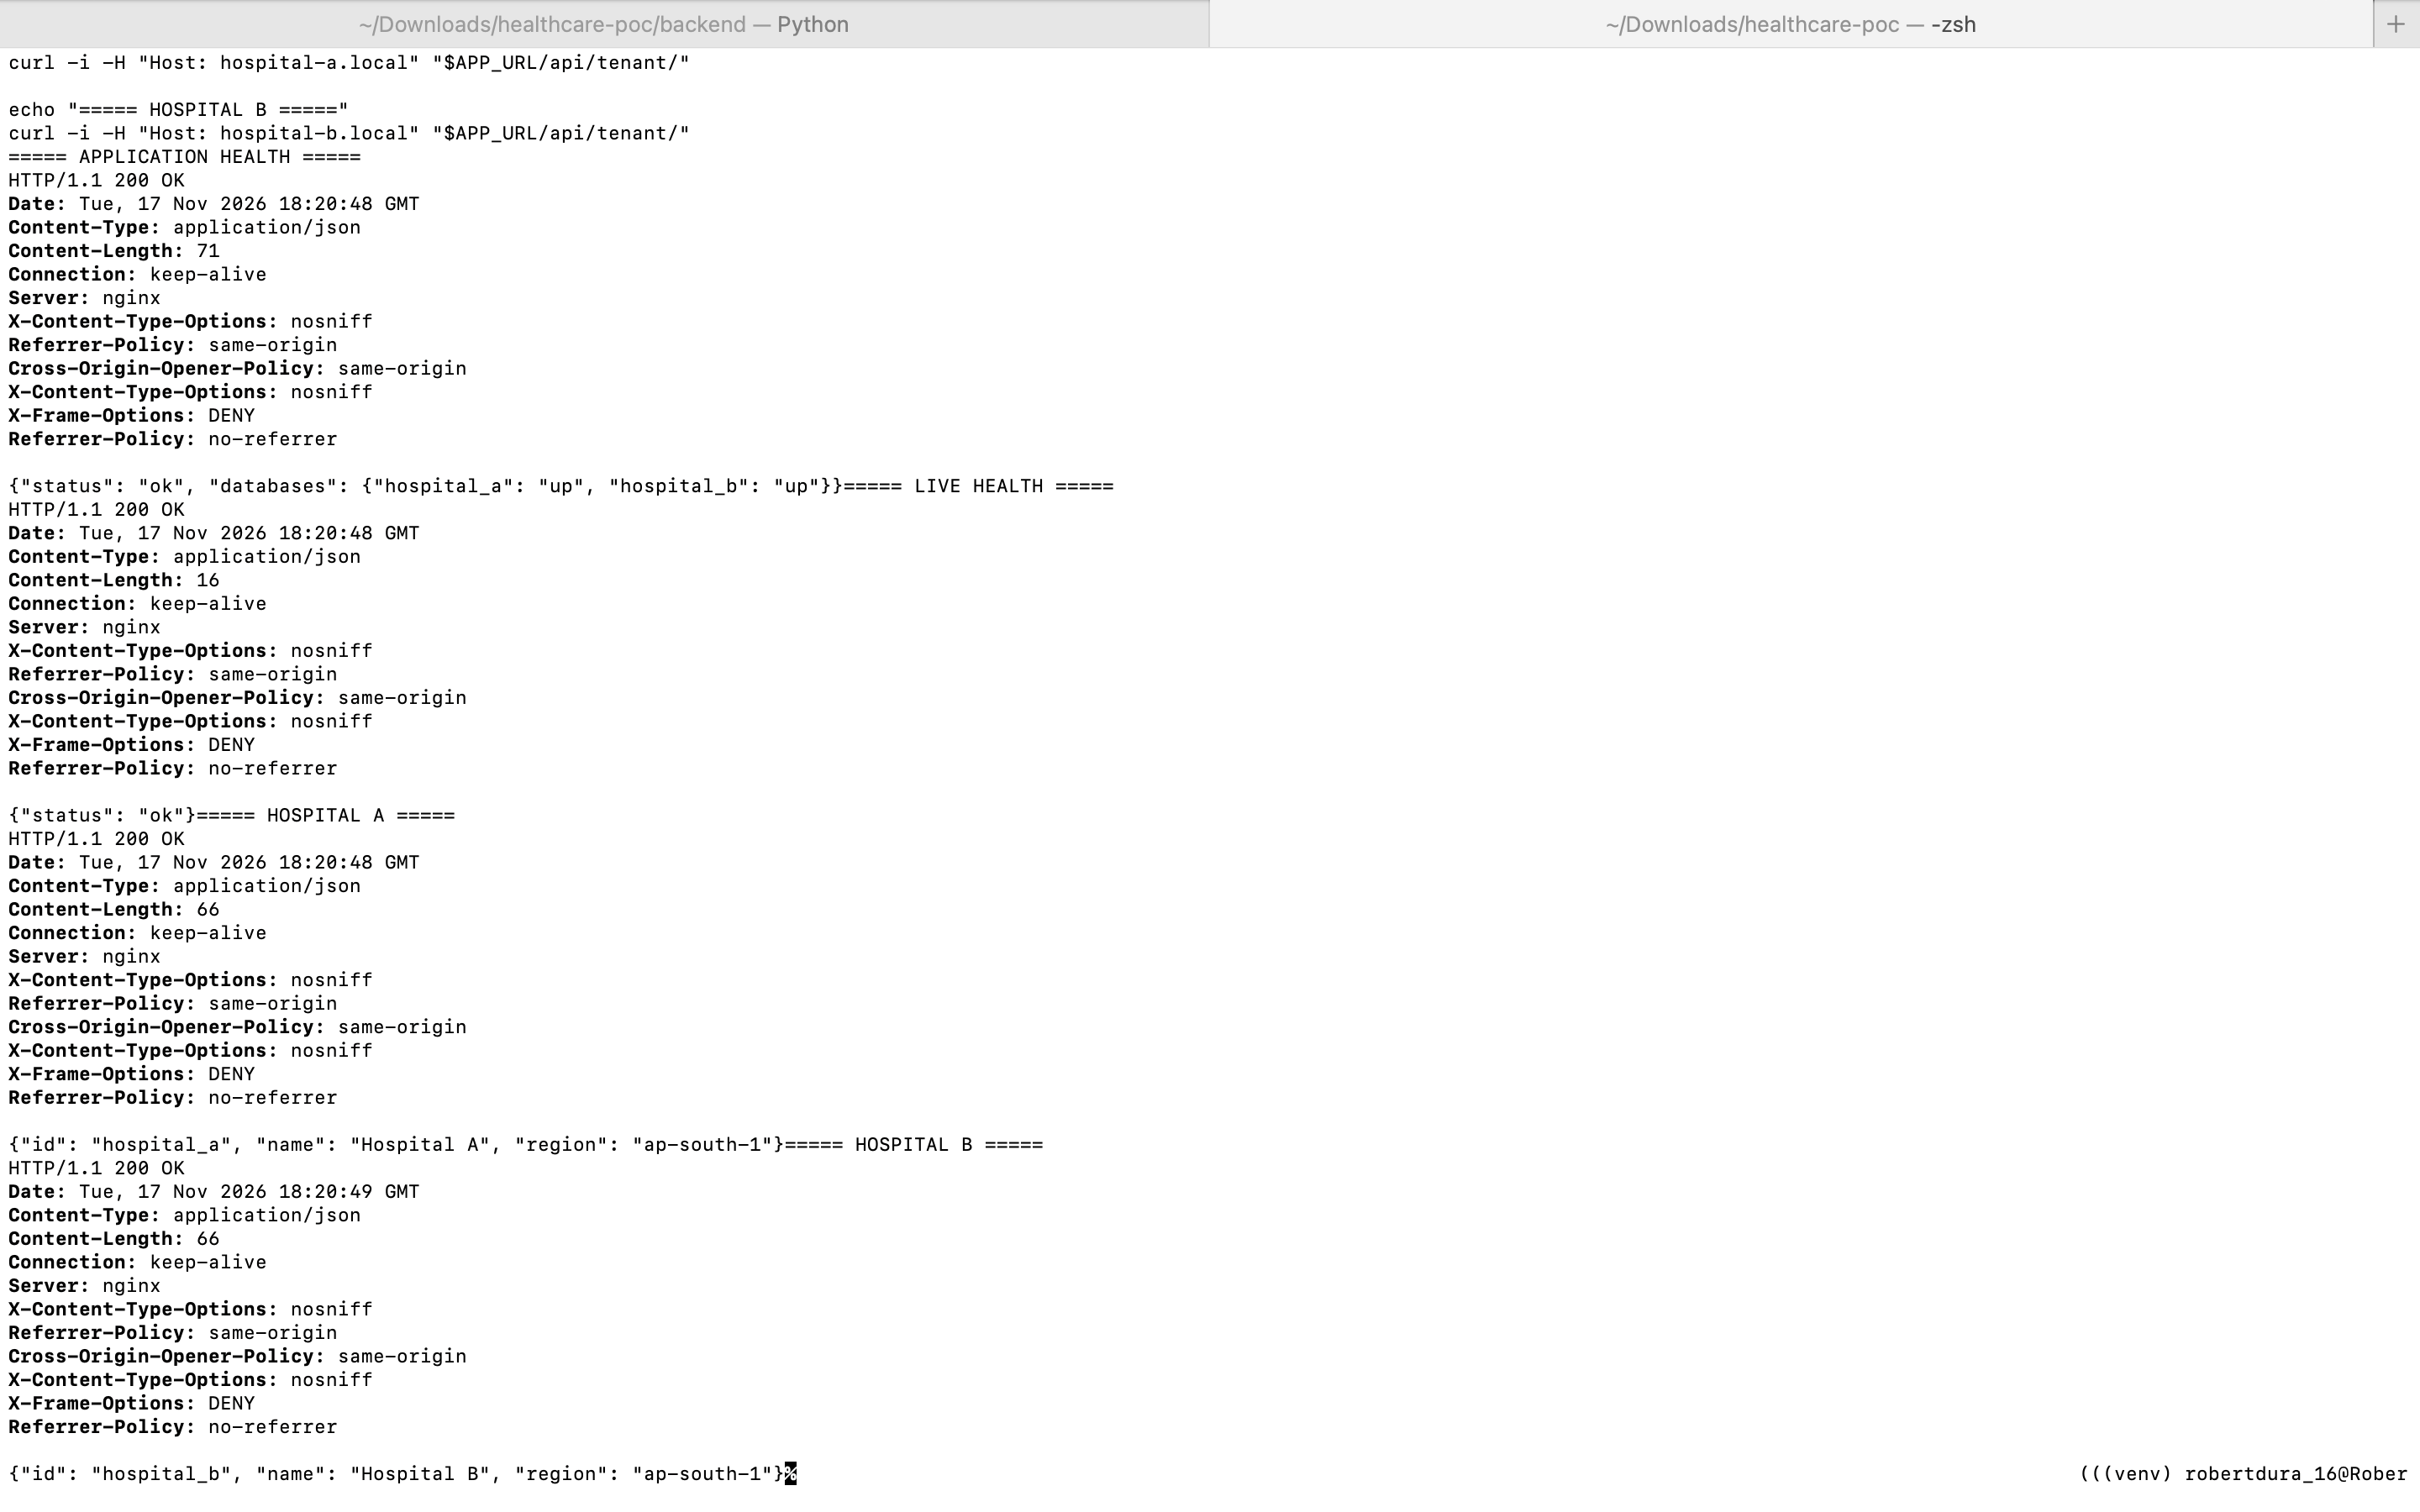 ~/Downloads/healthcare-poc/backend — Python
~/Downloads/healthcare-poc — -zsh
+
curl -i -H "Host: hospital-a.local" "$APP_URL/api/tenant/"
echo "===== HOSPITAL B ====="
curl -i -H "Host: hospital-b.local" "$APP_URL/api/tenant/"
===== APPLICATION HEALTH =====
HTTP/1.1 200 OK
Date: Tue, 17 Nov 2026 18:20:48 GMT
Content-Type: application/json
Content-Length: 71
Connection: keep-alive
Server: nginx
X-Content-Type-Options: nosniff
Referrer-Policy: same-origin
Cross-Origin-Opener-Policy: same-origin
X-Content-Type-Options: nosniff
X-Frame-Options: DENY
Referrer-Policy: no-referrer
{"status": "ok", "databases": {"hospital_a": "up", "hospital_b": "up"}}===== LIVE HEALTH =====
HTTP/1.1 200 OK
Date: Tue, 17 Nov 2026 18:20:48 GMT
Content-Type: application/json
Content-Length: 16
Connection: keep-alive
Server: nginx
X-Content-Type-Options: nosniff
Referrer-Policy: same-origin
Cross-Origin-Opener-Policy: same-origin
X-Content-Type-Options: nosniff
X-Frame-Options: DENY
Referrer-Policy: no-referrer
{"status": "ok"}===== HOSPITAL A =====
HTTP/1.1 200 OK
Date: Tue, 17 Nov 2026 18:20:48 GMT
Content-Type: application/json
Content-Length: 66
Connection: keep-alive
Server: nginx
X-Content-Type-Options: nosniff
Referrer-Policy: same-origin
Cross-Origin-Opener-Policy: same-origin
X-Content-Type-Options: nosniff
X-Frame-Options: DENY
Referrer-Policy: no-referrer
{"id": "hospital_a", "name": "Hospital A", "region": "ap-south-1"}===== HOSPITAL B =====
HTTP/1.1 200 OK
Date: Tue, 17 Nov 2026 18:20:49 GMT
Content-Type: application/json
Content-Length: 66
Connection: keep-alive
Server: nginx
X-Content-Type-Options: nosniff
Referrer-Policy: same-origin
Cross-Origin-Opener-Policy: same-origin
X-Content-Type-Options: nosniff
X-Frame-Options: DENY
Referrer-Policy: no-referrer
{"id": "hospital_b", "name": "Hospital B", "region": "ap-south-1"}% (((venv) robertdura_16@Rober